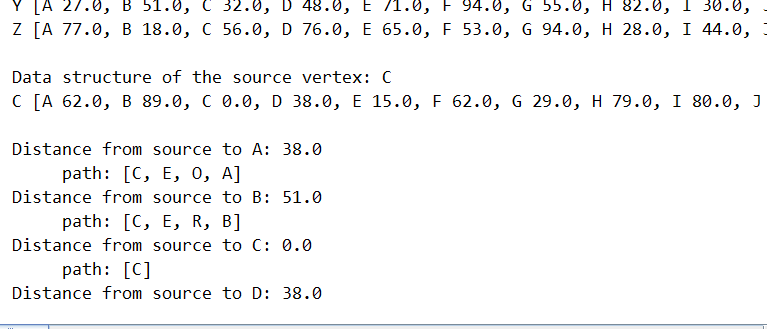 Y [A 27.0, B 51.0, C 32.0, D 48.0, E 71.0, F 94.0, G 55.0, H 82.0, I 30.0,
Z [A 77.0, B 18.0, C 56.0, D 76.0, E 65.0, F 53.0, G 94.0, H 28.0, I 44.0,
Data structure of the source vertex: C
C [A 62.0, B 89.0, C 0.0, D 38.0, E 15.0, F 62.0, G 29.0, H 79.0, I 80.0, J
Distance from source to A: 38.0
path: [C, E, O, A]
Distance from source to B: 51.0
path: [C, E, R, B]
Distance from source to C: 0.0
path: [C]
Distance from source to D: 38.0